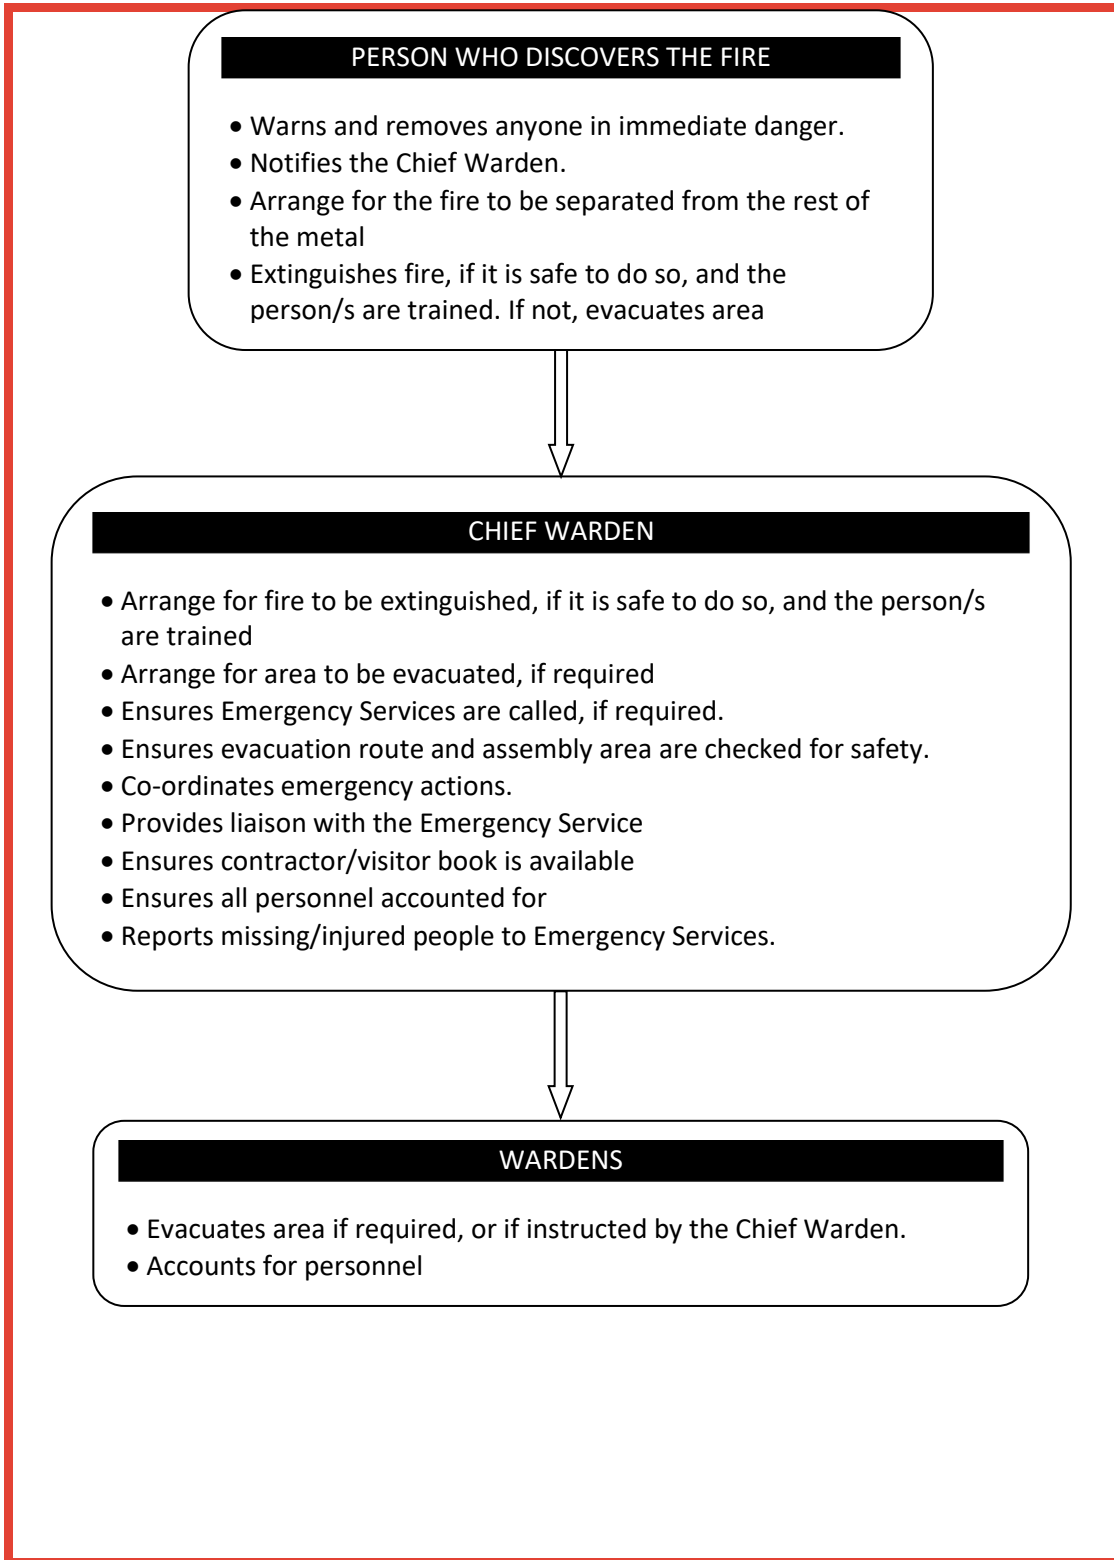 PERSON WHO DISCOVERS THE FIRE
• Warns and removes anyone in immediate danger.
• Notifies the Chief Warden.
• Arrange for the fire to be separated from the rest of
the metal
• Extinguishes fire, if it is safe to do so, and the
person/s are trained. If not, evacuates area
CHIEF WARDEN
• Arrange for fire to be extinguished, if it is safe to do so, and the person/s
are trained
• Arrange for area to be evacuated, if required
• Ensures Emergency Services are called, if required.
• Ensures evacuation route and assembly area are checked for safety.
• Co-ordinates emergency actions.
• Provides liaison with the Emergency Service
• Ensures contractor/visitor book is available
• Ensures all personnel accounted for
• Reports missing/injured people to Emergency Services.
WARDENS
• Evacuates area if required, or if instructed by the Chief Warden.
• Accounts for personnel